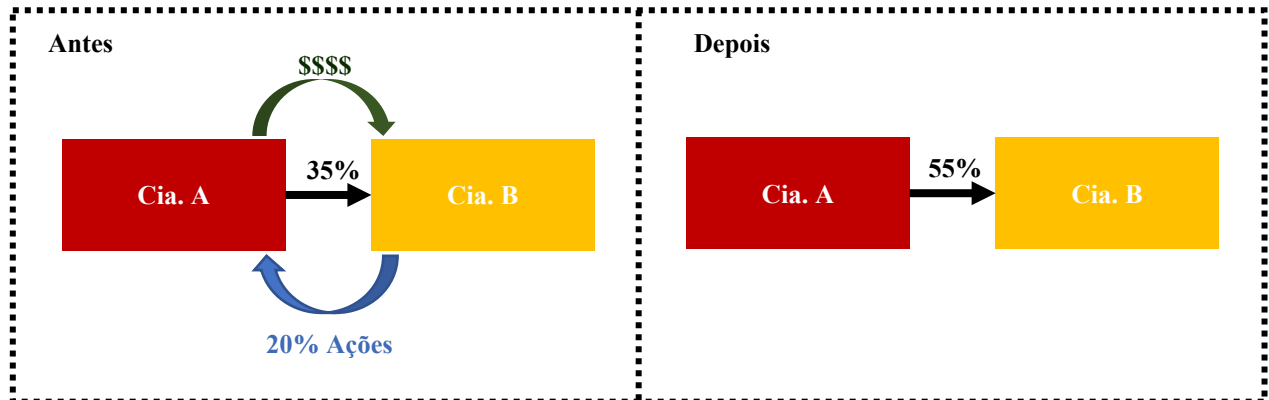 Antes
$$$$
Cia. A
35%
Cia. B
20% Ações
Depois
Cia. A
55%
Cia. B